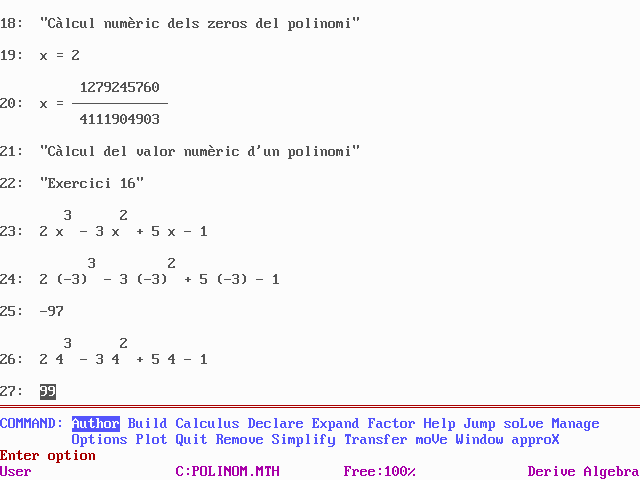 18: "Càlcul numèric dels zeros del polinomi"
19: x = 2
1279245760
20: x = ──────────
4111904903
21: "Càlcul del valor numèric d'un polinomi"
22: "Exercici 16"
3 2
23: 2 x - 3 x + 5 x - 1
3 2
24: 2 (-3) - 3 (-3) + 5 (-3) - 1
25: -97
3 2
26: 2 4 - 3 4 + 5 4 - 1
27: 99
COMMAND: Author Build Calculus Declare Expand Factor Help Jump soLve Manage
Options Plot Quit Remove Simplify Transfer moVe Window approX
Enter option
User C:POLINOM.MTH Free:100% Derive Algebra